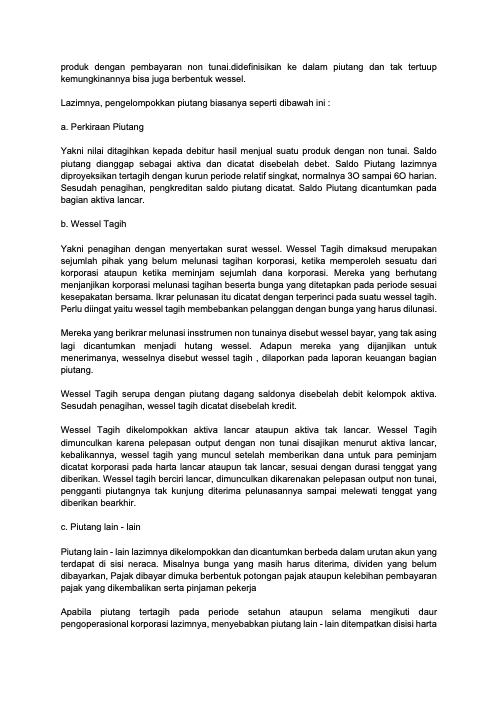 produk dengan pembayaran non tunai.didefinisikan ke dalam piutang dan tak tertuup
kemungkinannya bisa juga berbentuk wessel.
Lazimnya, pengelompokkan piutang biasanya seperti dibawah ini :
a. Perkiraan Piutang
Yakni nilai ditagihkan kepada debitur hasil menjual suatu produk dengan non tunai. Saldo
piutang dianggap sebagai aktiva dan dicatat disebelah debet. Saldo Piutang lazimnya
diproyeksikan tertagih dengan kurun periode relatif singkat, normalnya 3O sampai 6O harian.
Sesudah penagihan, pengkreditan saldo piutang dicatat. Saldo Piutang dicantumkan pada
bagian aktiva lancar.
b. Wessel Tagih
Yakni penagihan dengan menyertakan surat wessel. Wessel Tagih dimaksud merupakan
sejumlah pihak yang belum melunasi tagihan korporasi, ketika memperoleh sesuatu dari
korporasi ataupun ketika meminjam sejumlah dana korporasi. Mereka yang berhutang
menjanjikan korporasi melunasi tagihan beserta bunga yang ditetapkan pada periode sesuai
kesepakatan bersama. Ikrar pelunasan itu dicatat dengan terperinci pada suatu wessel tagih.
Perlu diingat yaitu wessel tagih membebankan pelanggan dengan bunga yang harus dilunasi.
Mereka yang berikrar melunasi insstrumen non tunainya disebut wessel bayar, yang tak asing
lagi dicantumkan menjadi hutang wessel. Adapun mereka yang dijanjikan untuk
menerimanya, wesselnya disebut wessel tagih , dilaporkan pada laporan keuangan bagian
piutang.
Wessel Tagih serupa dengan piutang dagang saldonya disebelah debit kelompok aktiva.
Sesudah penagihan, wessel tagih dicatat disebelah kredit.
Wessel Tagih dikelompokkan aktiva lancar ataupun aktiva tak lancar. Wessel Tagih
dimunculkan karena pelepasan output dengan non tunai disajikan menurut aktiva lancar,
kebalikannya, wessel tagih yang muncul setelah memberikan dana untuk para peminjam
dicatat korporasi pada harta lancar ataupun tak lancar, sesuai dengan durasi tenggat yang
diberikan. Wessel tagih berciri lancar, dimunculkan dikarenakan pelepasan output non tunai,
pengganti piutangnya tak kunjung diterima pelunasannya sampai melewati tenggat yang
diberikan bearkhir.
c. Piutang lain - lain
Piutang lain - lain lazimnya dikelompokkan dan dicantumkan berbeda dalam urutan akun yang
terdapat di sisi neraca. Misalnya bunga yang masih harus diterima, dividen yang belum
dibayarkan, Pajak dibayar dimuka berbentuk potongan pajak ataupun kelebihan pembayaran
pajak yang dikembalikan serta pinjaman pekerja
Apabila piutang tertagih pada periode setahun ataupun selama mengikuti daur
pengoperasional korporasi lazimnya, menyebabkan piutang lain - lain ditempatkan disisi harta